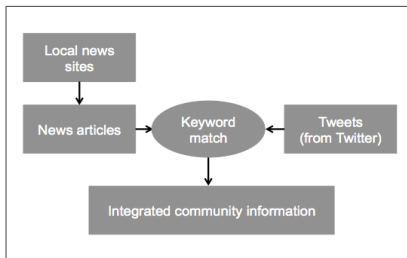 Local news
sites
News articles
Keyword
match
Tweets
(from Twitter)
Integrated community information